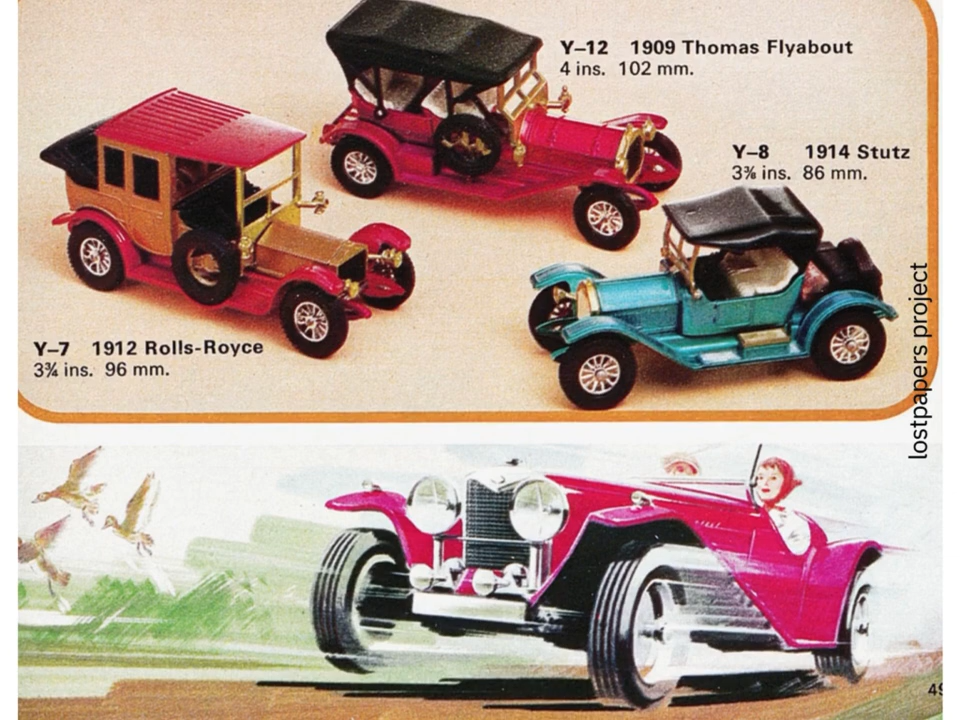 Y–12 1909 Thomas Flyabout
4 ins. 102 mm.
Y–8 1914 Stutz
3⅜ ins. 86 mm.
Y–7 1912 Rolls-Royce
3¾ ins. 96 mm.
lostpapers project